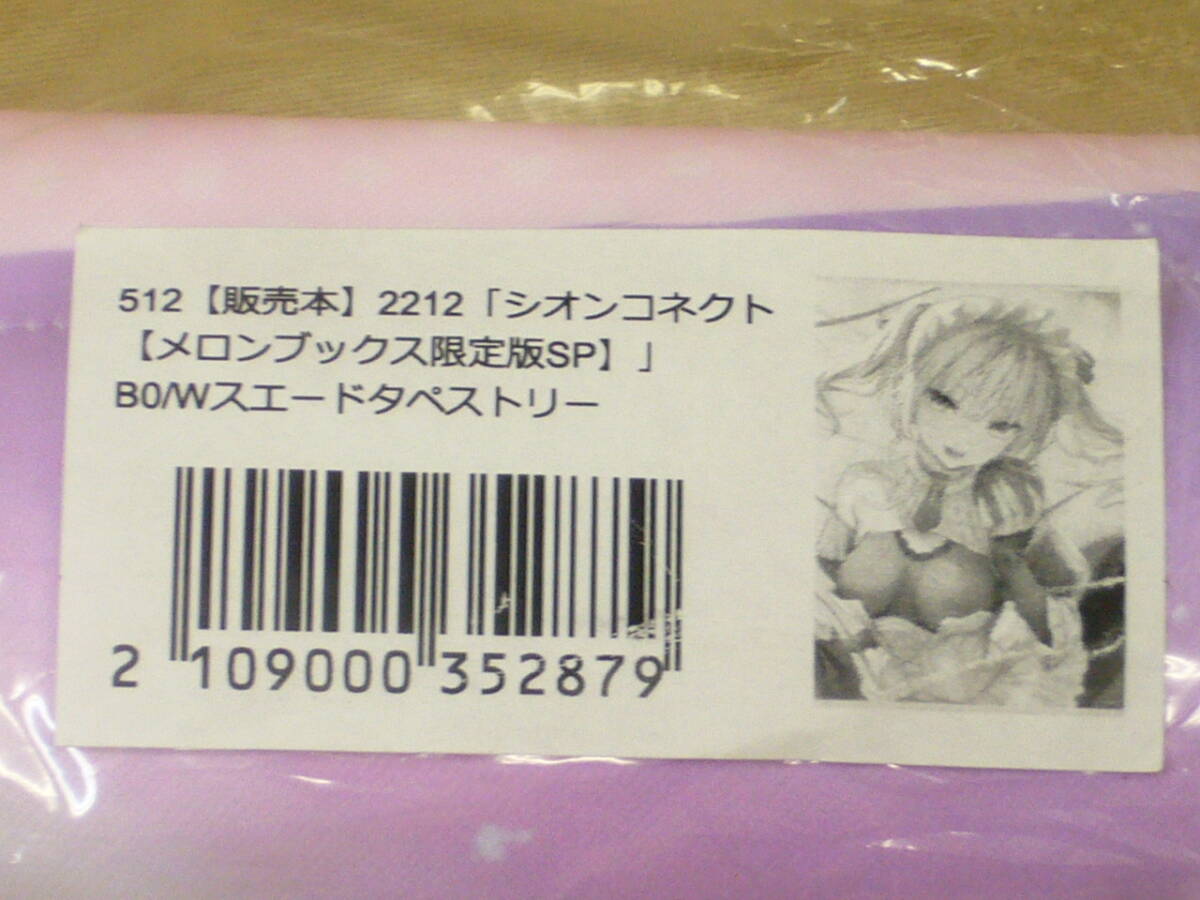 512【販売本】2212「シオンコネクト
【メロンブックス限定版SP】」
B0/Wスエードタペストリー
2 109000 352879